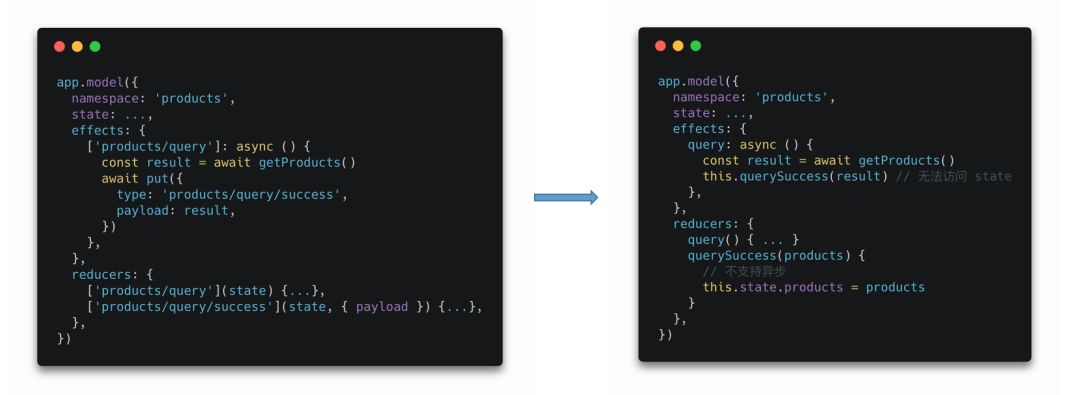 app.model({
  namespace: 'products',
  state: ...,
  effects: {
    ['products/query']: async () {
      const result = await getProducts()
      await put({
        type: 'products/query/success',
        payload: result,
      })
    },
  },
  reducers: {
    ['products/query'](state) {...},
    ['products/query/success'](state, { payload }) {...},
  },
})
app.model({
  namespace: 'products',
  state: ...,
  effects: {
    query: async () {
      const result = await getProducts()
      this.querySuccess(result) // 无法访问 state
    },
  },
  reducers: {
    query() { ... }
    querySuccess(products) {
      // 不支持异步
      this.state.products = products
    }
  },
})